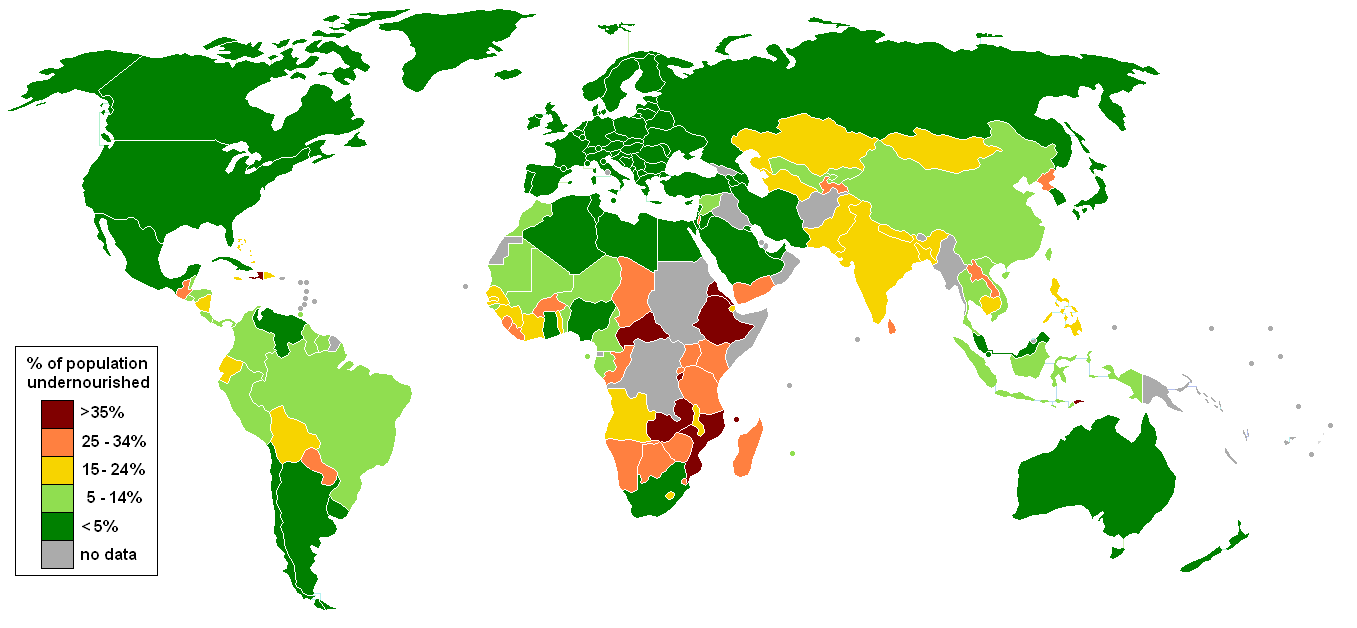 % of population
undernourished
>35%
25 - 34%
15 - 24%
5 - 14%
<5%
no data